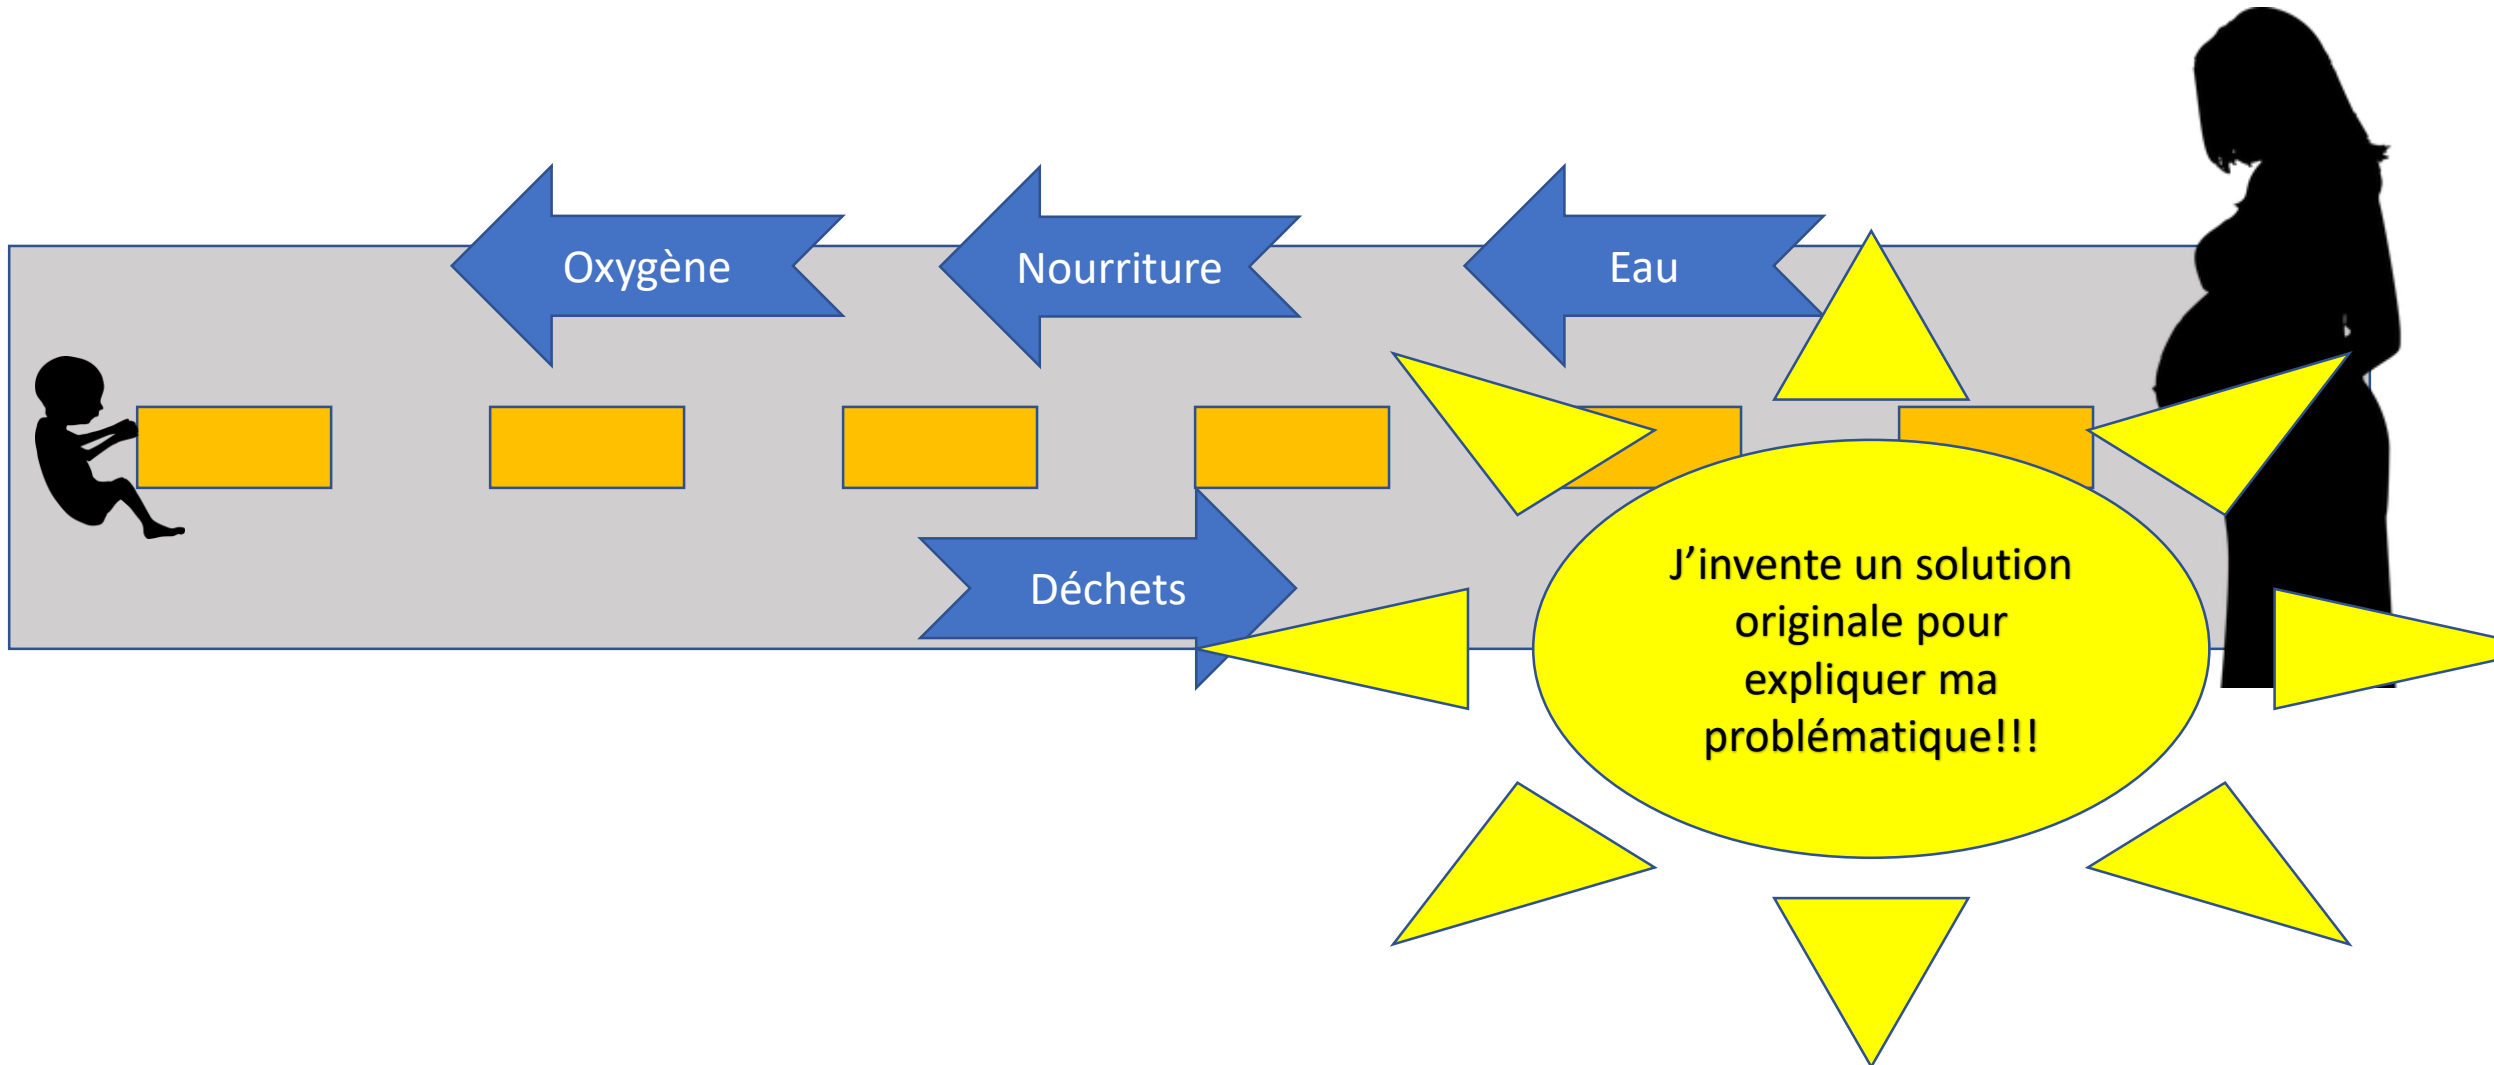 Oxygène
Nourriture
Eau
Déchets
J’invente un solution
originale pour
expliquer ma
problématique!!!